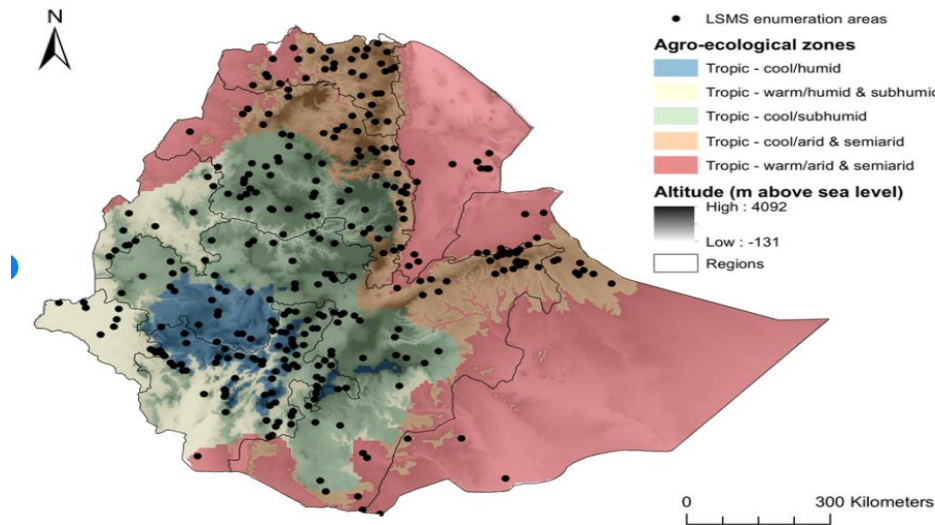 N
LSMS enumeration areas
Agro-ecological zones
Tropic - cool/humid
Tropic - warm/humid & subhumid
Tropic - cool/subhumid
Tropic - cool/arid & semiarid
Tropic - warm/arid & semiarid
Altitude (m above sea level)
High : 4092
Low : -131
Regions
0 300 Kilometers